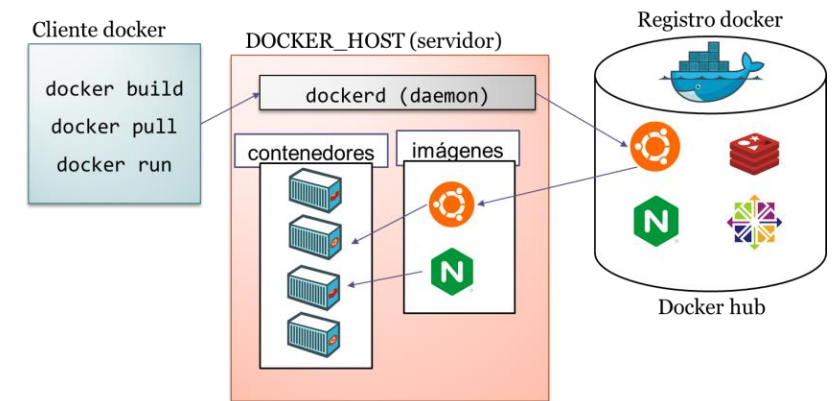 Cliente docker
docker build
docker pull
docker run
DOCKER_HOST (servidor)
dockerd (daemon)
contenedores
imágenes
Registro docker
N
N
Docker hub